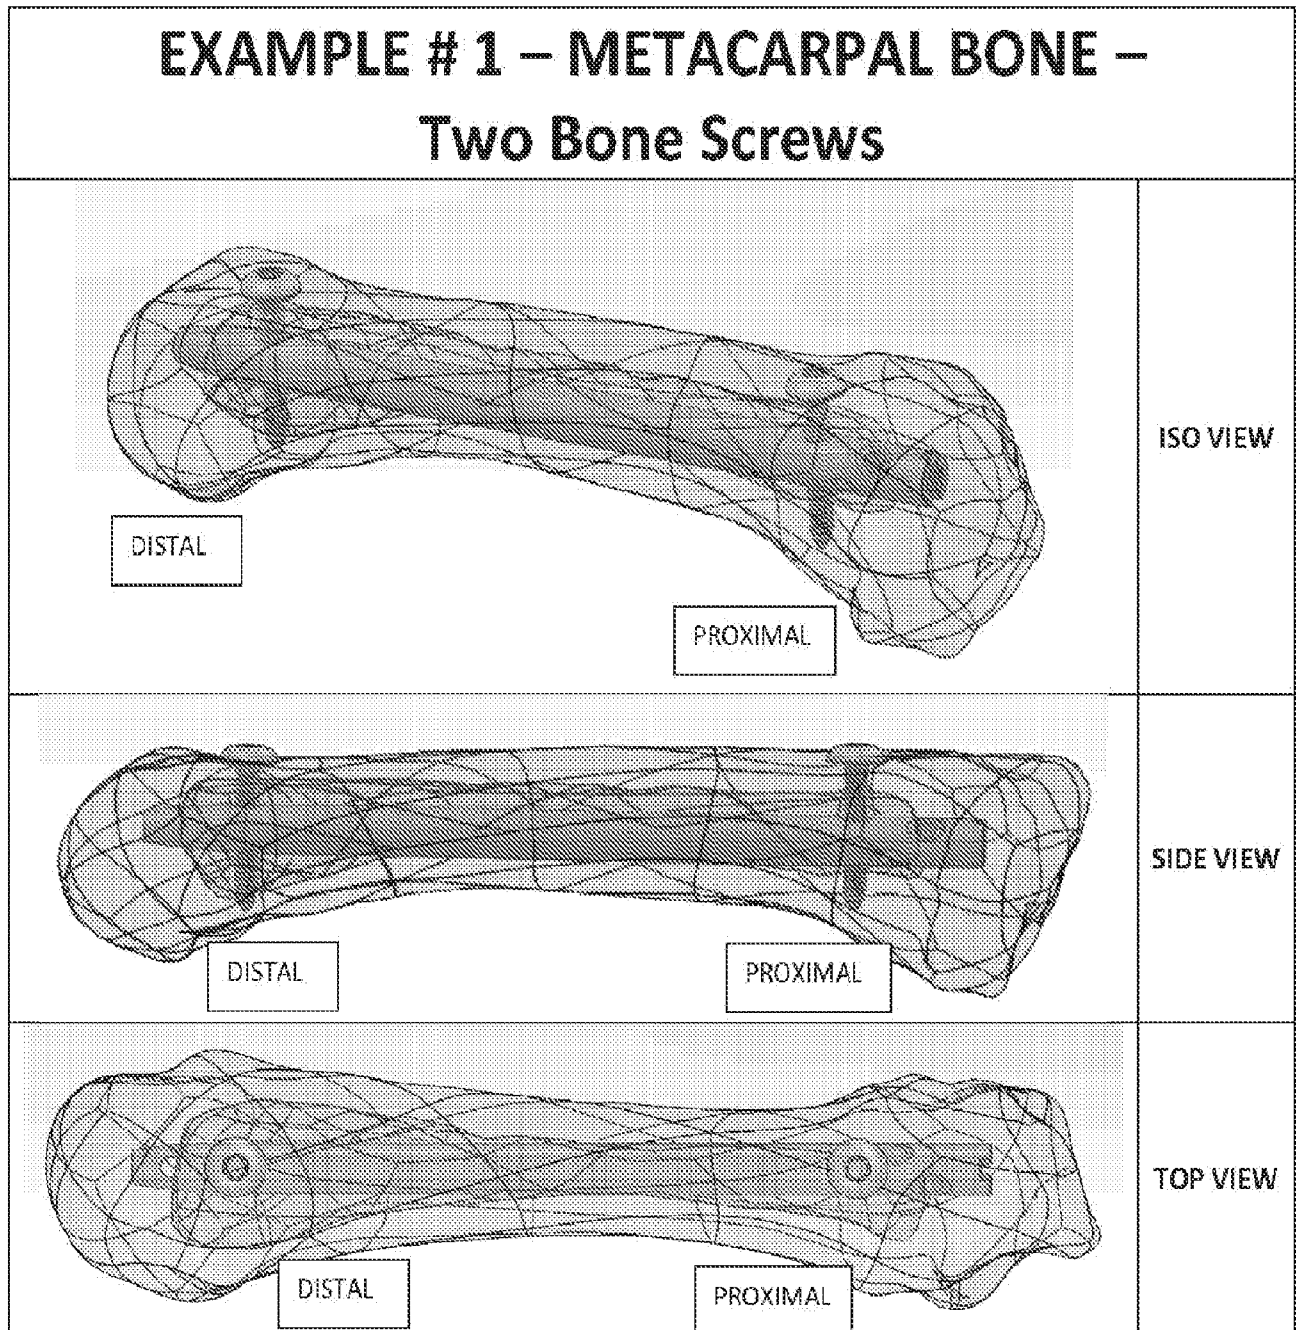 EXAMPLE # 1 – METACARPAL BONE –
Two Bone Screws
DISTAL
PROXIMAL
ISO VIEW
DISTAL
PROXIMAL
SIDE VIEW
DISTAL
PROXIMAL
TOP VIEW